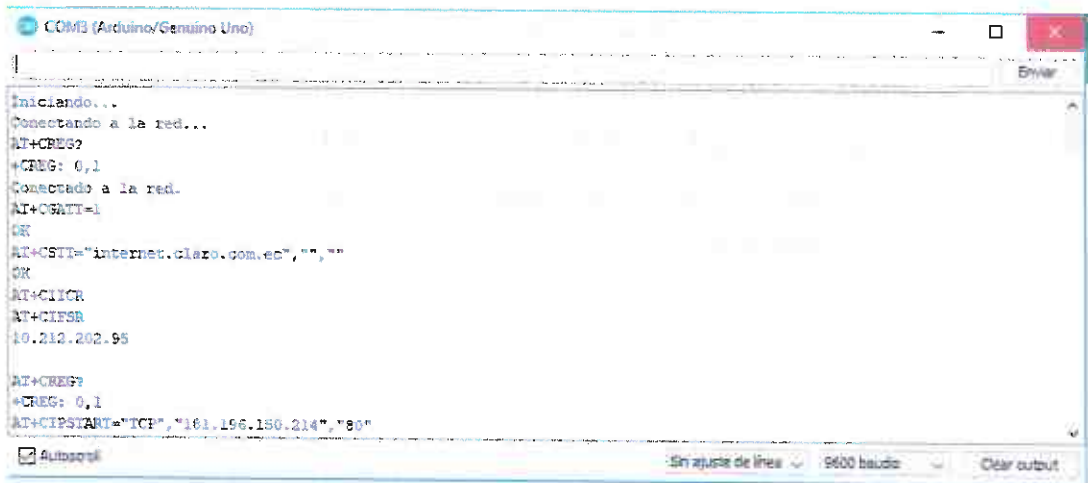 COM3 (Arduino/Genuino Uno)
Enviar
Iniciando...
Conectando a la red...
AT+CREG?
+CREG: 0,1
Conectado a la red.
AT+CGATT=1
OK
AT+CSTT="internet.claro.com.ec","",""
OK
AT+CIICR
AT+CIFSR
10.212.202.95
AT+CREG?
+CREG: 0,1
AT+CIPSTART="TCP","181.196.150.214","80"
Autoscroll
Sin ajuste de línea
9600 baudio
Clear output